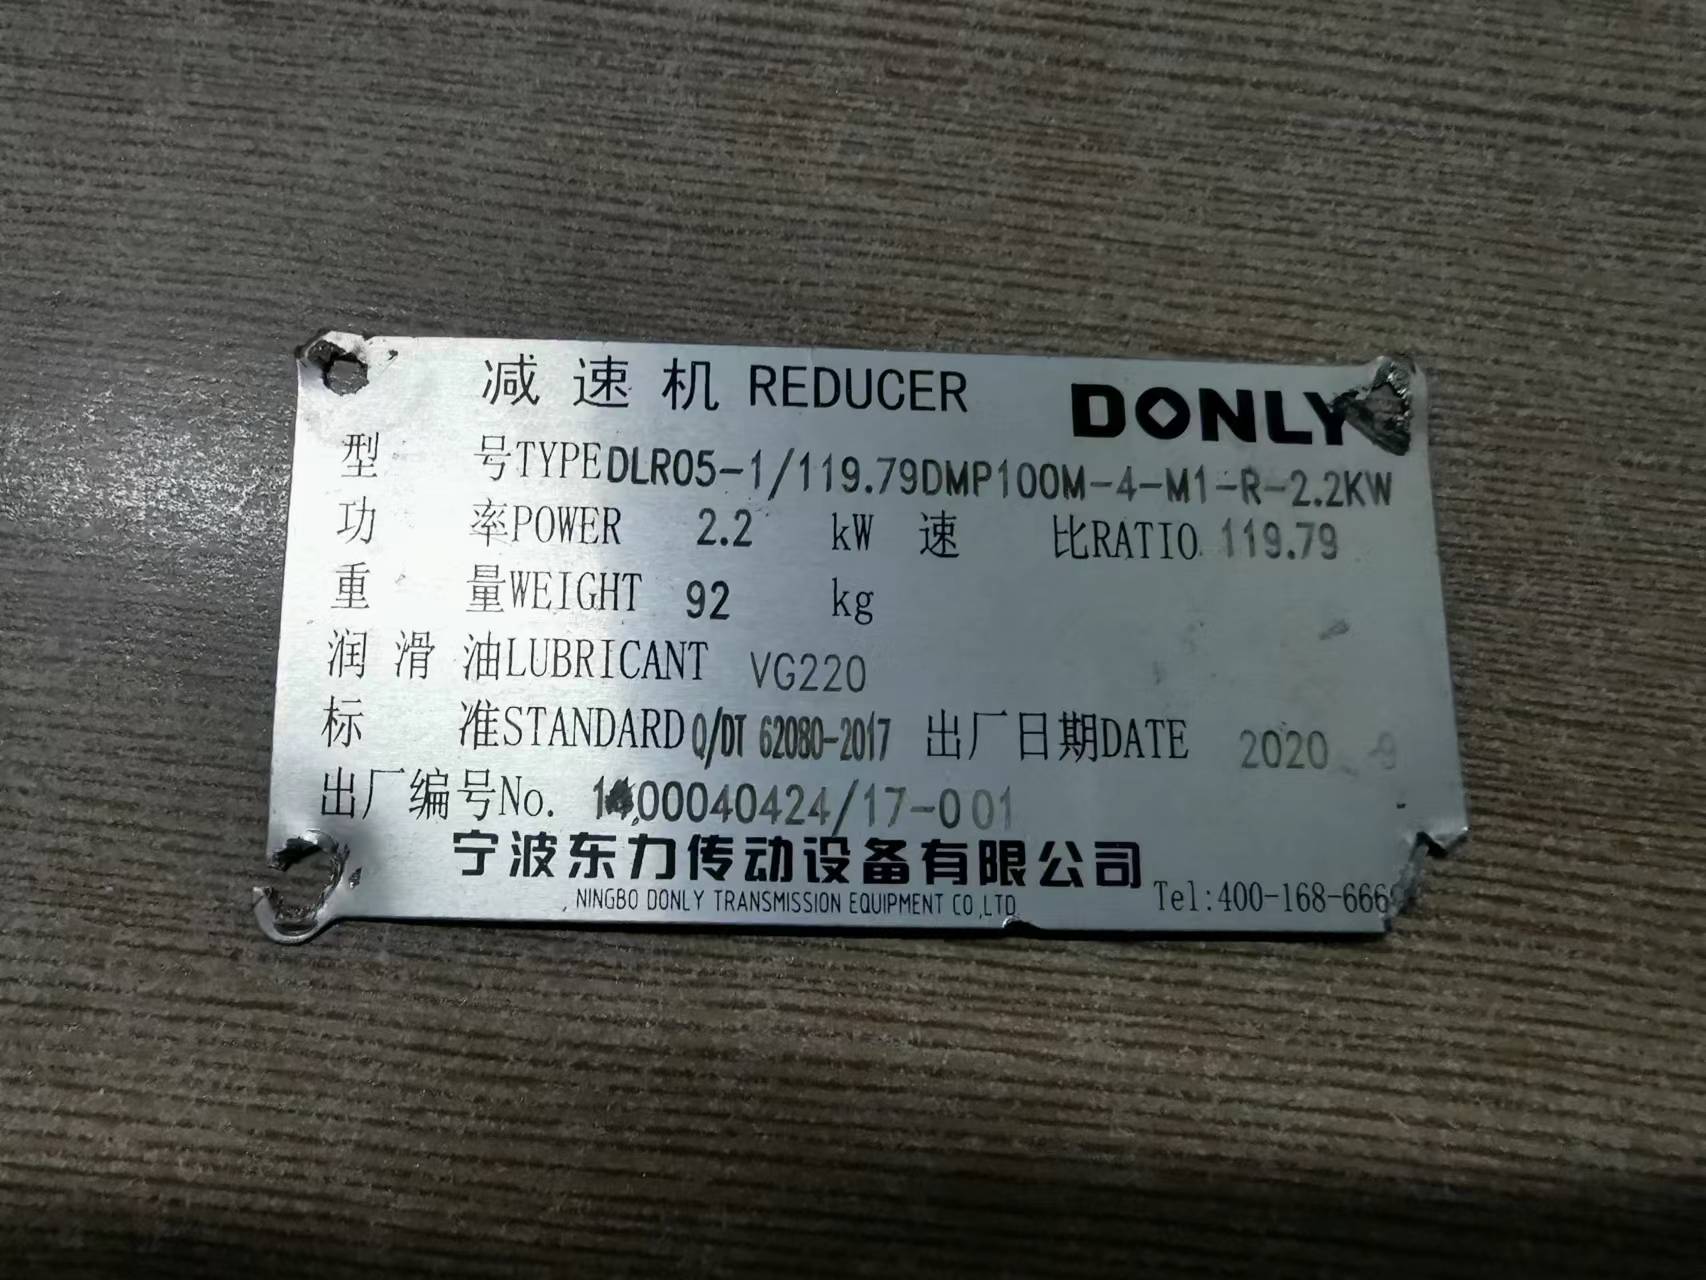 减速机 REDUCER DONLY
型号TYPE DLR05-1/119.79DMP100M-4-M1-R-2.2KW
功率POWER 2.2 kW 速比RATIO 119.79
重量WEIGHT 92 kg
润滑油LUBRICANT VG220
标准STANDARD Q/DT 62080-2017 出厂日期DATE 2020 9
出厂编号No.
宁波东力传动设备有限公司
NINGBO DONLY TRANSMISSION EQUIPMENT CO.,LTD
Tel: